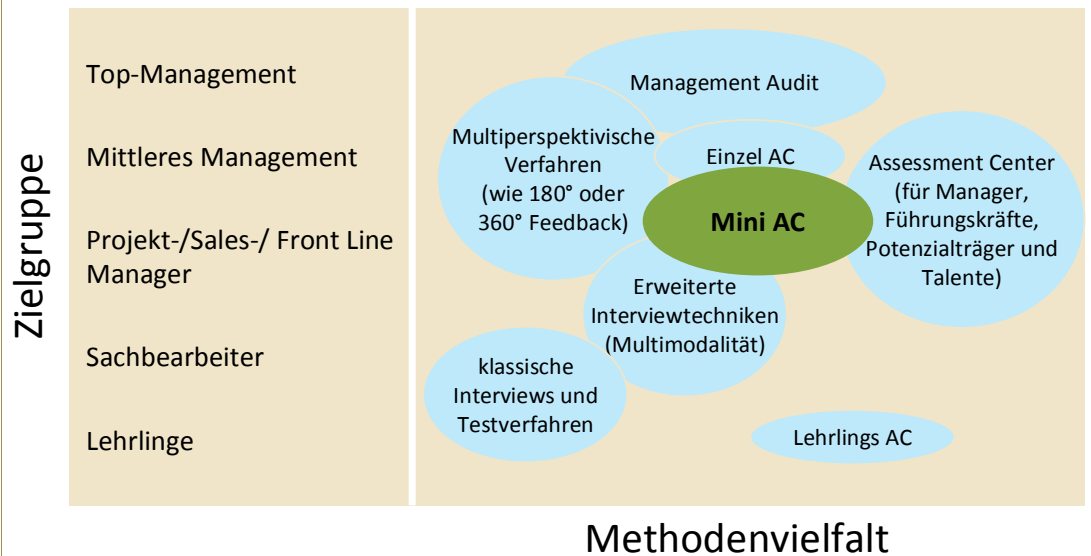 Zielgruppe
Top-Management
Mittleres Management
Projekt-/Sales-/ Front Line
Manager
Sachbearbeiter
Lehrlinge
Management Audit
Multiperspektivische
Verfahren
(wie 180° oder
360° Feedback)
Einzel AC
Mini AC
Assessment Center
(für Manager,
Führungskräfte,
Potenzialträger und
Talente)
Erweiterte
Interviewtechniken
(Multimodalität)
klassische
Interviews und
Testverfahren
Lehrlings AC
Methodenvielfalt